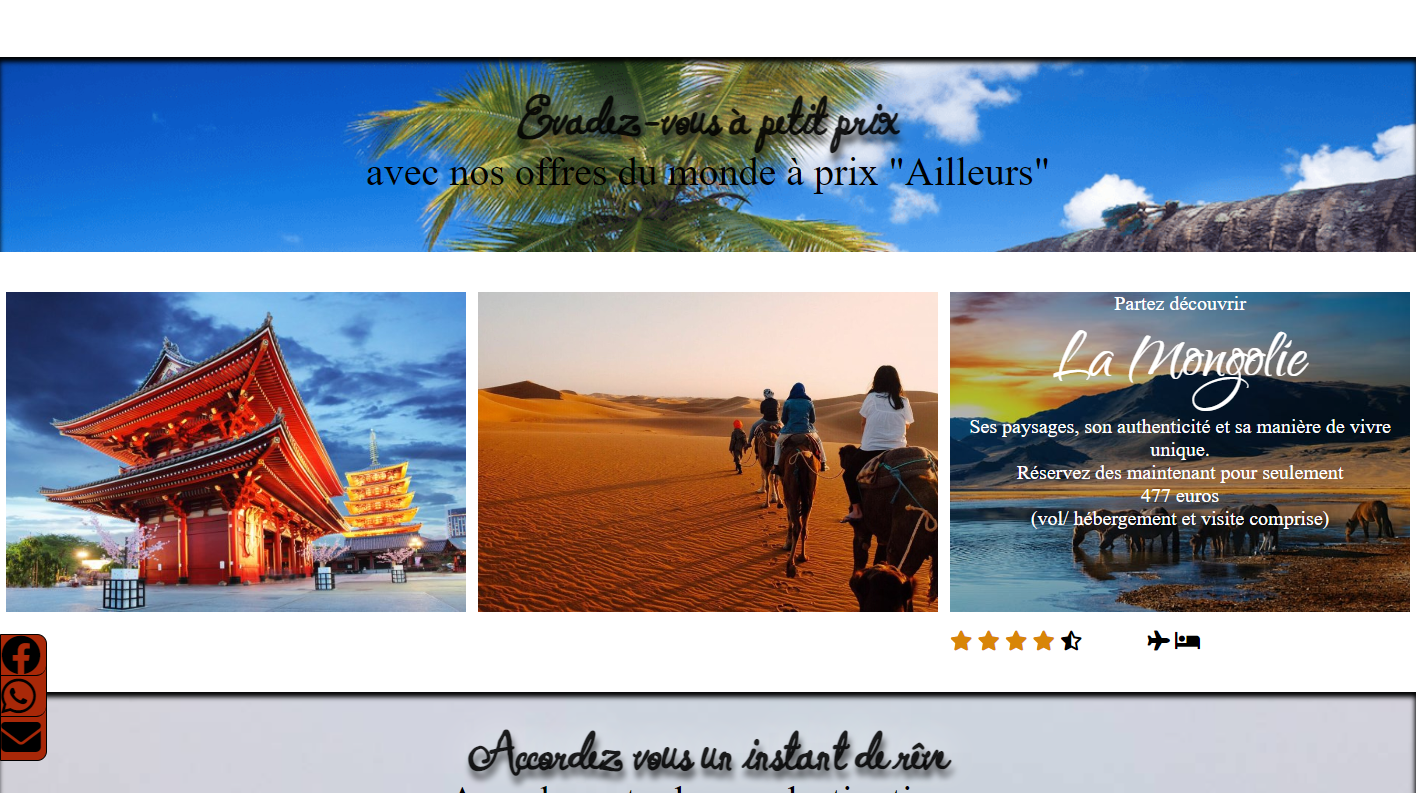 Evadez-vous à petit prix
avec nos offres du monde à prix "Ailleurs"
Partez découvrir
La Mongolie
Ses paysages, son authenticité et sa manière de vivre
unique.
Réservez des maintenant pour seulement
477 euros
(vol/ hébergement et visite comprise)
Accordez vous un instant de rêve